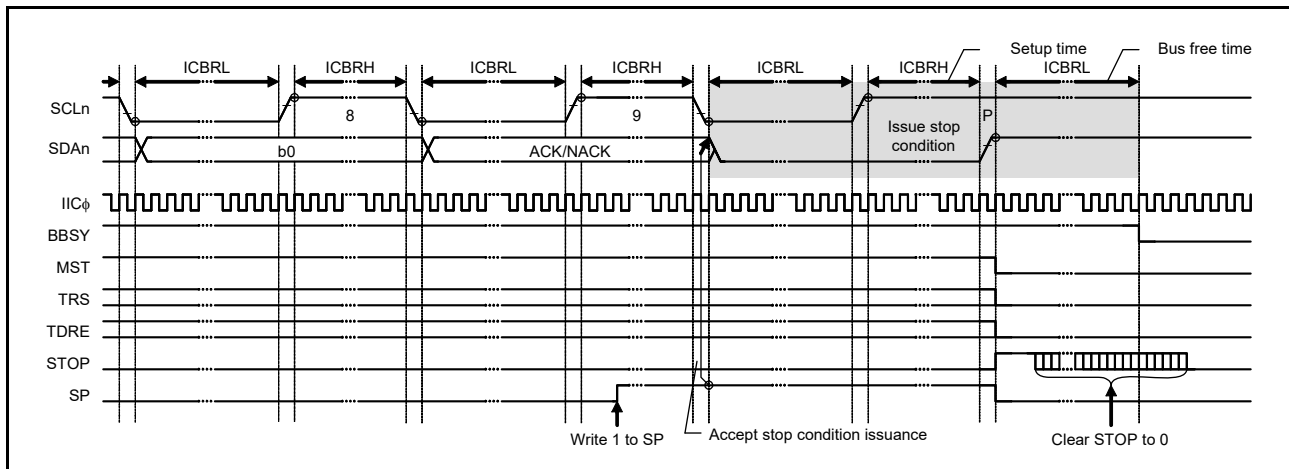 Setup time
Bus free time
ICBRL ICBRH ICBRL ICBRH ICBRL ICBRH ICBRL
SCLn
8
9
P
Issue stop
condition
SDAn
b0
ACK/NACK
IICϕ
BBSY
MST
TRS
TDRE
STOP
SP
Write 1 to SP
Accept stop condition issuance
Clear STOP to 0